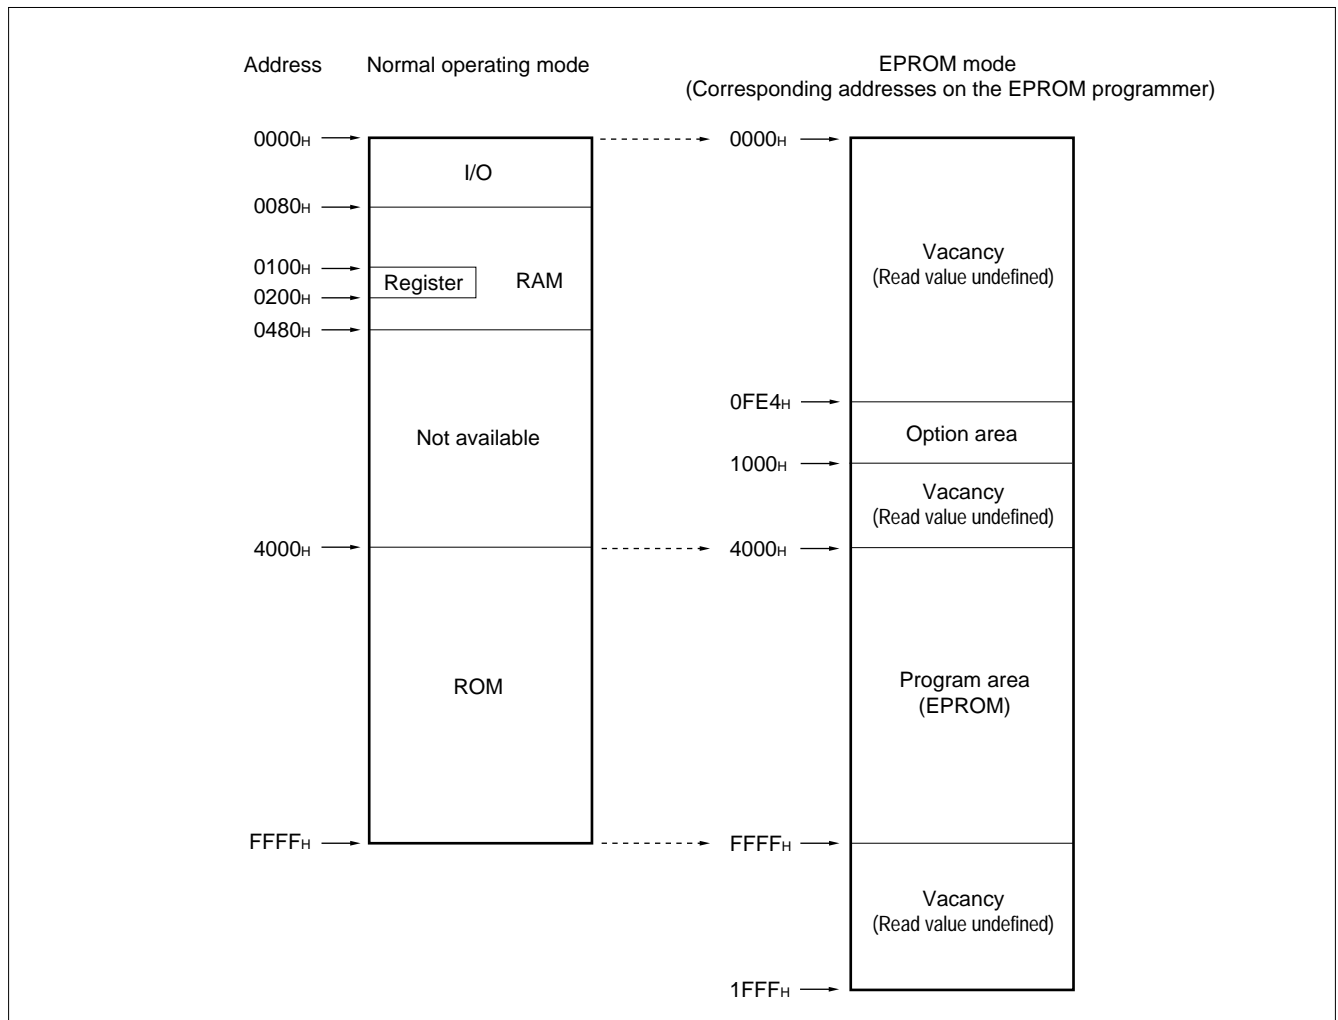 Address Normal operating mode EPROM mode
(Corresponding addresses on the EPROM programmer)
0000H 0000H
I/O
0080H
Vacancy
(Read value undefined)
0100H
Register RAM
0200H
0480H
0FE4H
Option area
Not available
1000H
Vacancy
(Read value undefined)
4000H 4000H
Program area
(EPROM)
ROM
FFFFH FFFFH
Vacancy
(Read value undefined)
1FFFH